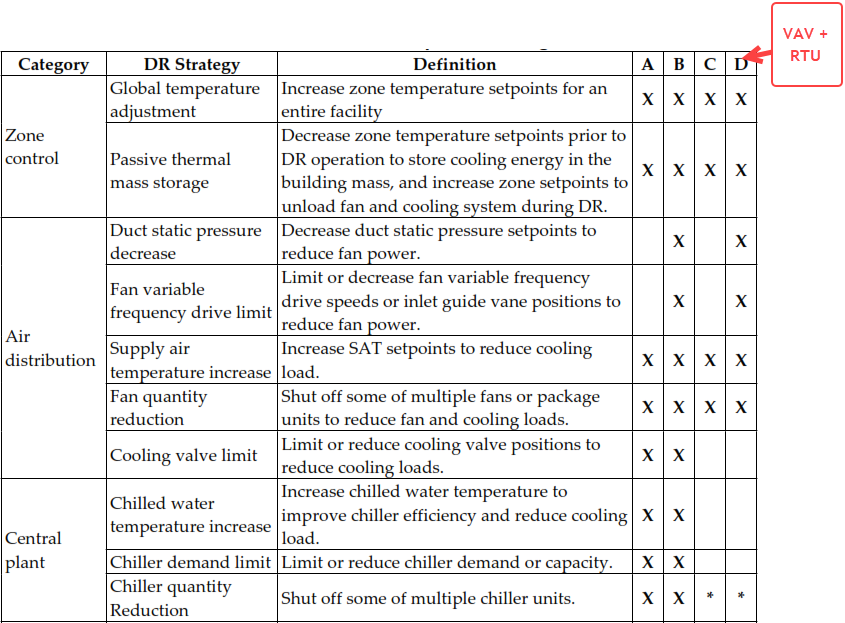 VAV +
RTU
Category DR Strategy Definition A B C D
Zone
control
Global temperature
adjustment
Increase zone temperature setpoints for an
entire facility
X X X X
Passive thermal
mass storage
Decrease zone temperature setpoints prior to
DR operation to store cooling energy in the
building mass, and increase zone setpoints to
unload fan and cooling system during DR.
X X X X
Air
distribution
Duct static pressure
decrease
Decrease duct static pressure setpoints to
reduce fan power.
X X
Fan variable
frequency drive limit
Limit or decrease fan variable frequency
drive speeds or inlet guide vane positions to
reduce fan power.
X X
Supply air
temperature increase
Increase SAT setpoints to reduce cooling
load.
X X X X
Fan quantity
reduction
Shut off some of multiple fans or package
units to reduce fan and cooling loads.
X X X X
Cooling valve limit
Limit or reduce cooling valve positions to
reduce cooling loads.
X X
Central
plant
Chilled water
temperature increase
Increase chilled water temperature to
improve chiller efficiency and reduce cooling
load.
X X
Chiller demand limit
Limit or reduce chiller demand or capacity.
X X
Chiller quantity
Reduction
Shut off some of multiple chiller units.
X X * *